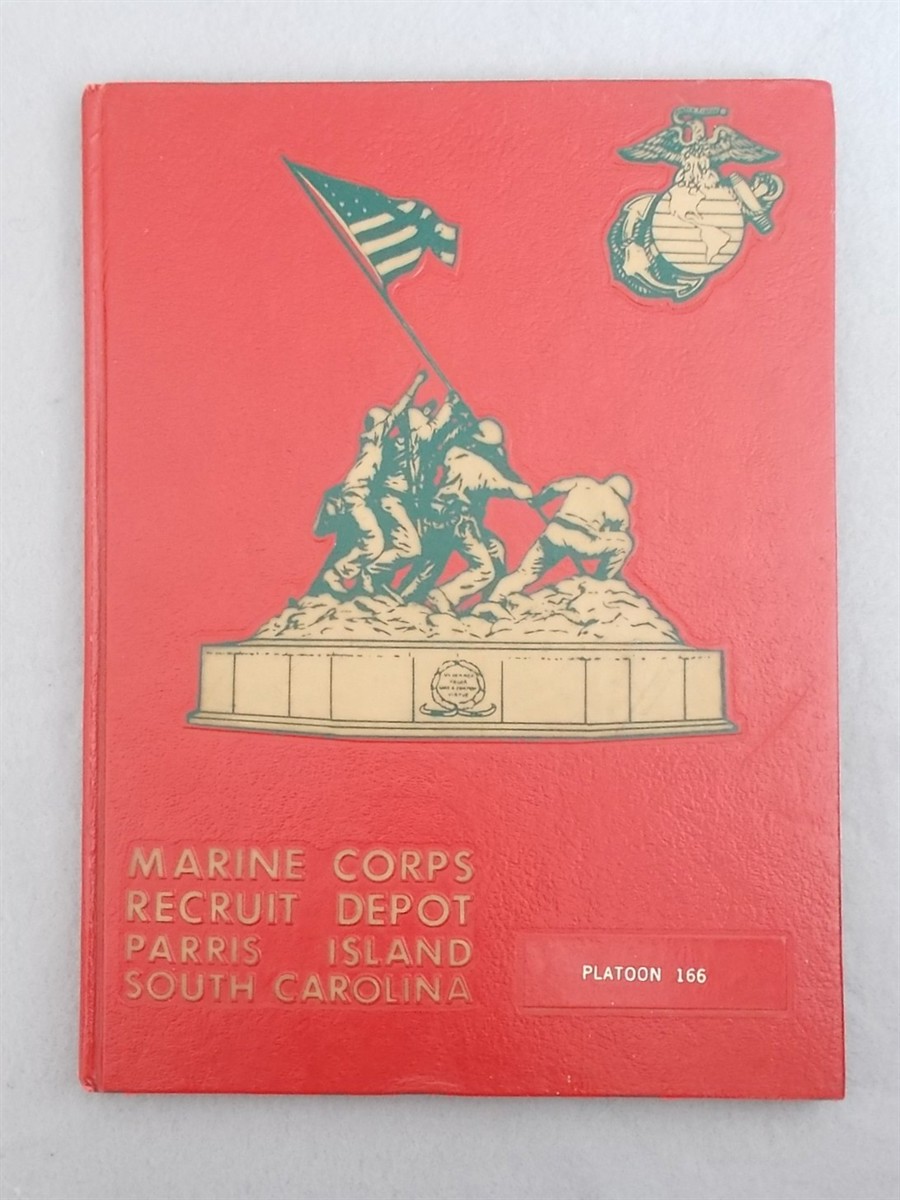 MARINE CORPS
RECRUIT DEPOT
PARRIS ISLAND
SOUTH CAROLINA
PLATOON 166